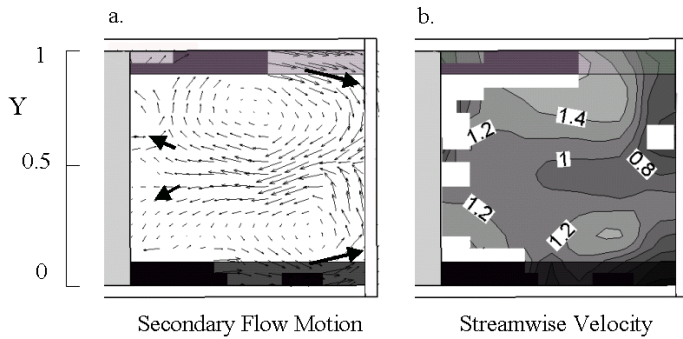 a.
b.
1
Y
0.5
0
1.4
1.2
1
0.8
1.2
1.2
Secondary Flow Motion
Streamwise Velocity